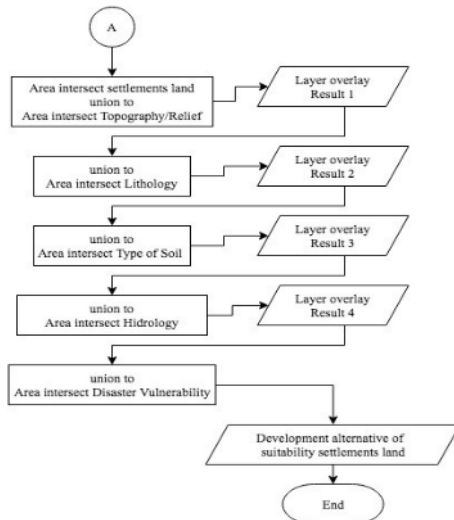 A
Area intersect settlements land
union to
Area intersect Topography/Relief
Layer overlay
Result 1
union to
Area intersect Lithology
Layer overlay
Result 2
union to
Area intersect Type of Soil
Layer overlay
Result 3
union to
Area intersect Hidrology
Layer overlay
Result 4
union to
Area intersect Disaster Vulnerability
Development alternative of
suitability settlements land
End